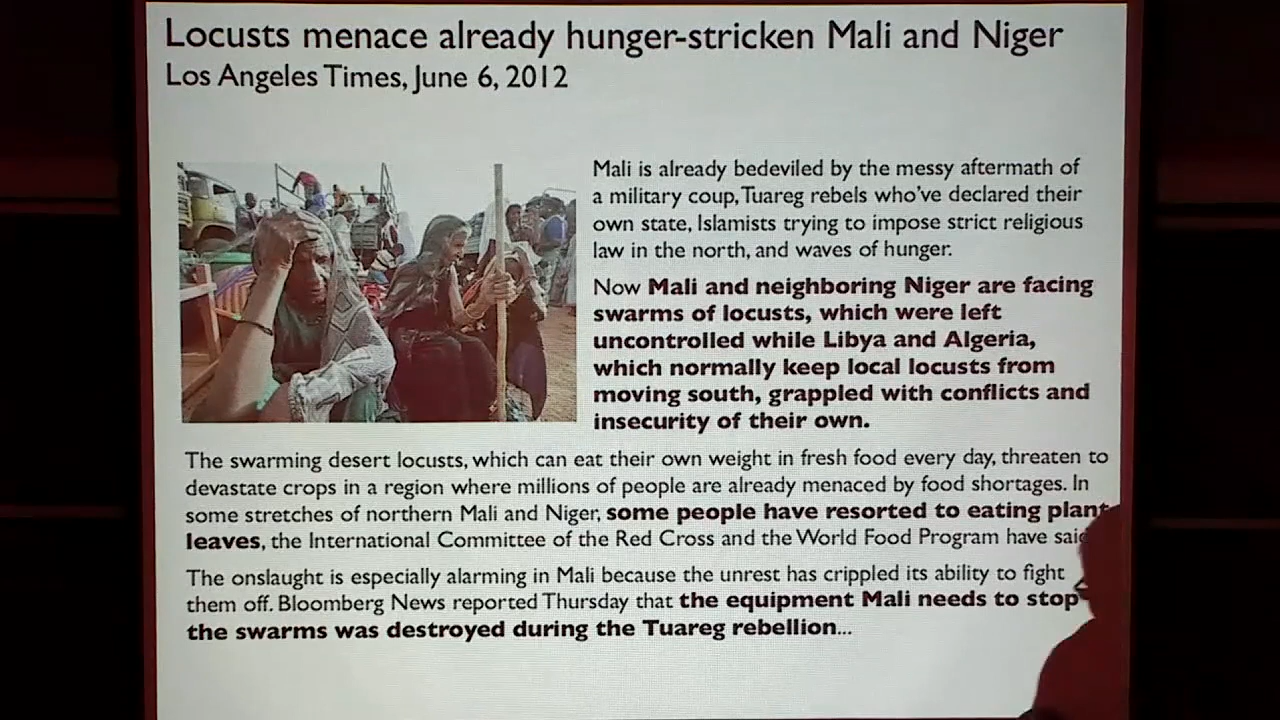 Locusts menace already hunger-stricken Mali and Niger
Los Angeles Times, June 6, 2012
Mali is already bedeviled by the messy aftermath of
a military coup, Tuareg rebels who've declared their
own state, Islamists trying to impose strict religious
law in the north, and waves of hunger.
Now Mali and neighboring Niger are facing
swarms of locusts, which were left
uncontrolled while Libya and Algeria,
which normally keep local locusts from
moving south, grappled with conflicts and
insecurity of their own.
The swarming desert locusts, which can eat their own weight in fresh food every day, threaten to
devastate crops in a region where millions of people are already menaced by food shortages. In
some stretches of northern Mali and Niger, some people have resorted to eating plant
leaves, the International Committee of the Red Cross and the World Food Program have said
The onslaught is especially alarming in Mali because the unrest has crippled its ability to fight
them off. Bloomberg News reported Thursday that the equipment Mali needs to stop
the swarms was destroyed during the Tuareg rebellion...